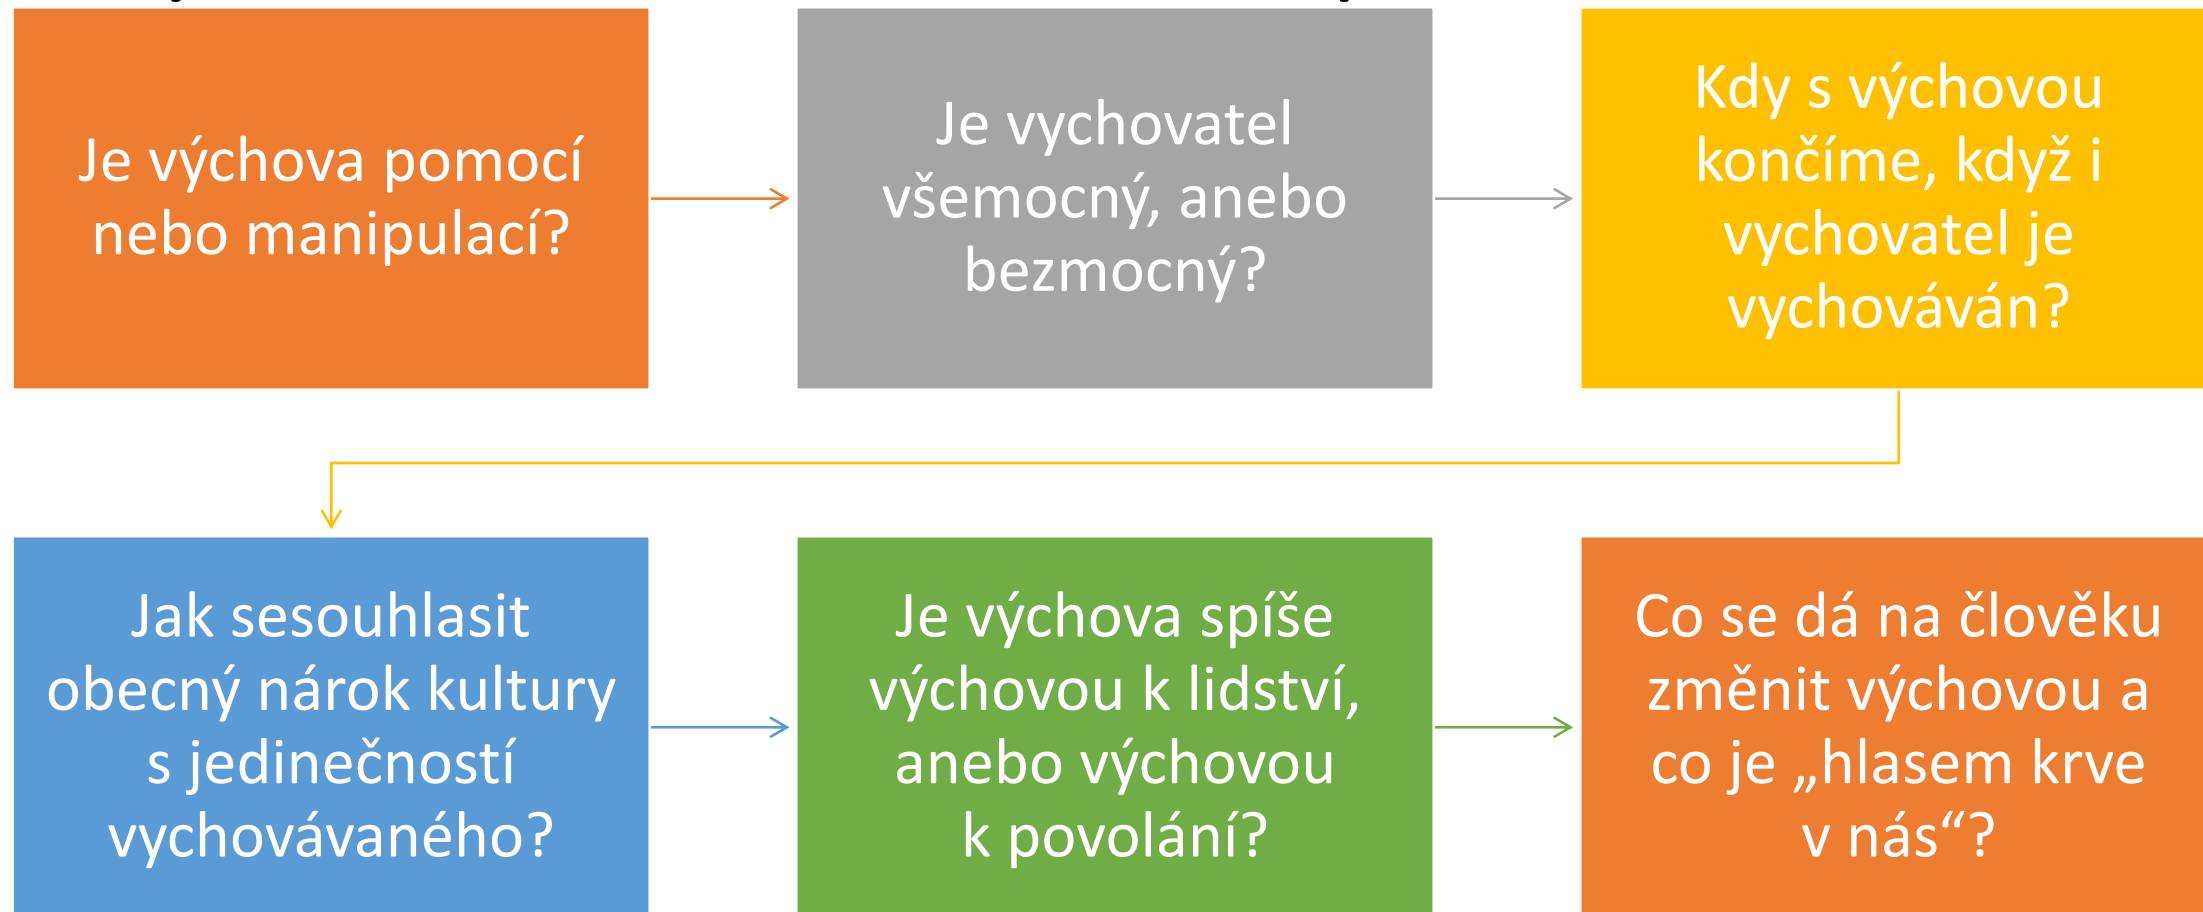 Je výchova pomocí
nebo manipulací?
Je vychovatel
všemocný, anebo
bezmocný?
Kdy s výchovou
končíme, když i
vychovatel je
vychováván?
Jak sesouhlasit
obecný nárok kultury
s jedinečností
vychovávaného?
Je výchova spíše
výchovou k lidství,
anebo výchovou
k povolání?
Co se dá na člověku
změnit výchovou a
co je „hlasem krve
v nás“?